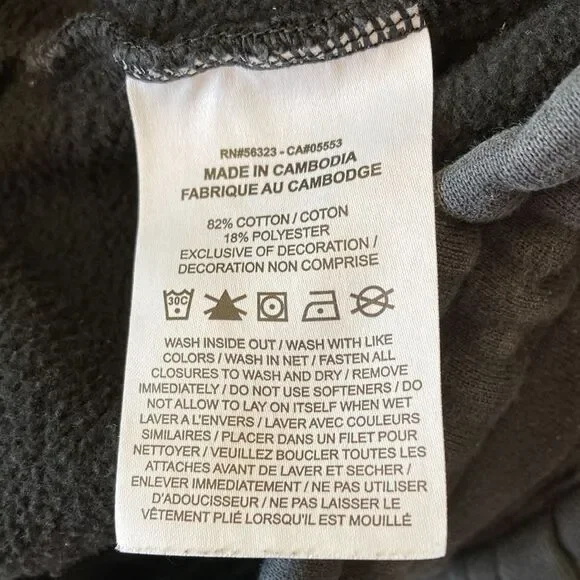 RN#56323 - CA#05553
MADE IN CAMBODIA
FABRIQUE AU CAMBODGE
82% COTTON / COTON
18% POLYESTER
EXCLUSIVE OF DECORATION /
DECORATION NON COMPRISE
30C
WASH INSIDE OUT / WASH WITH LIKE
COLORS / WASH IN NET / FASTEN ALL
CLOSURES TO WASH AND DRY / REMOVE
IMMEDIATELY / DO NOT USE SOFTENERS / DO
NOT ALLOW TO LAY ON ITSELF WHEN WET
LAVER A L'ENVERS / LAVER AVEC COULEURS
SIMILAIRES / PLACER DANS UN FILET POUR
NETTOYER / VEUILLEZ BOUCLER TOUTES LES
ATTACHES AVANT DE LAVER ET SECHER /
ENLEVER IMMEDIATEMENT / NE PAS UTILISER
D'ADOUCISSEUR / NE PAS LAISSER LE
VÊTEMENT PLIÉ LORSQU'IL EST MOUILLÉ